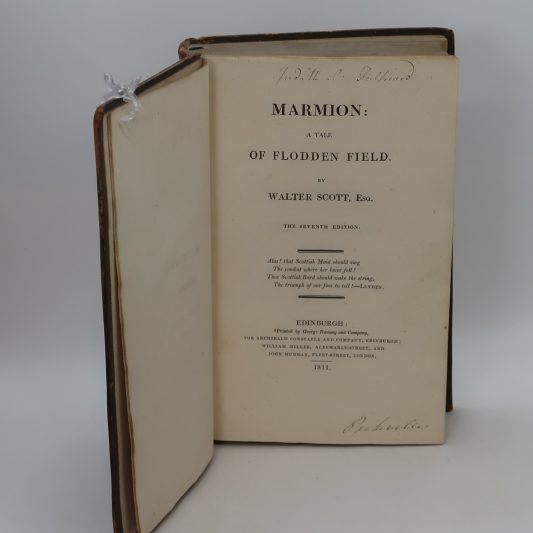 Judith
MARMION:
A TALE
OF FLODDEN FIELD.
BY
WALTER SCOTT, Esq.
THE SEVENTH EDITION.
Alas! that Scottish Maid should sing
The combat where her lover fell!
That Scottish Bard should wake the string,
The triumph of our foes to tell!—LEYDEN.
EDINBURGH:
Printed by George Ramsay and Company,
FOR ARCHIBALD CONSTABLE AND COMPANY, EDINBURGH;
WILLIAM MILLER, ALBEMARLE-STREET, AND
JOHN MURRAY, FLEET-STREET, LONDON.
1811.